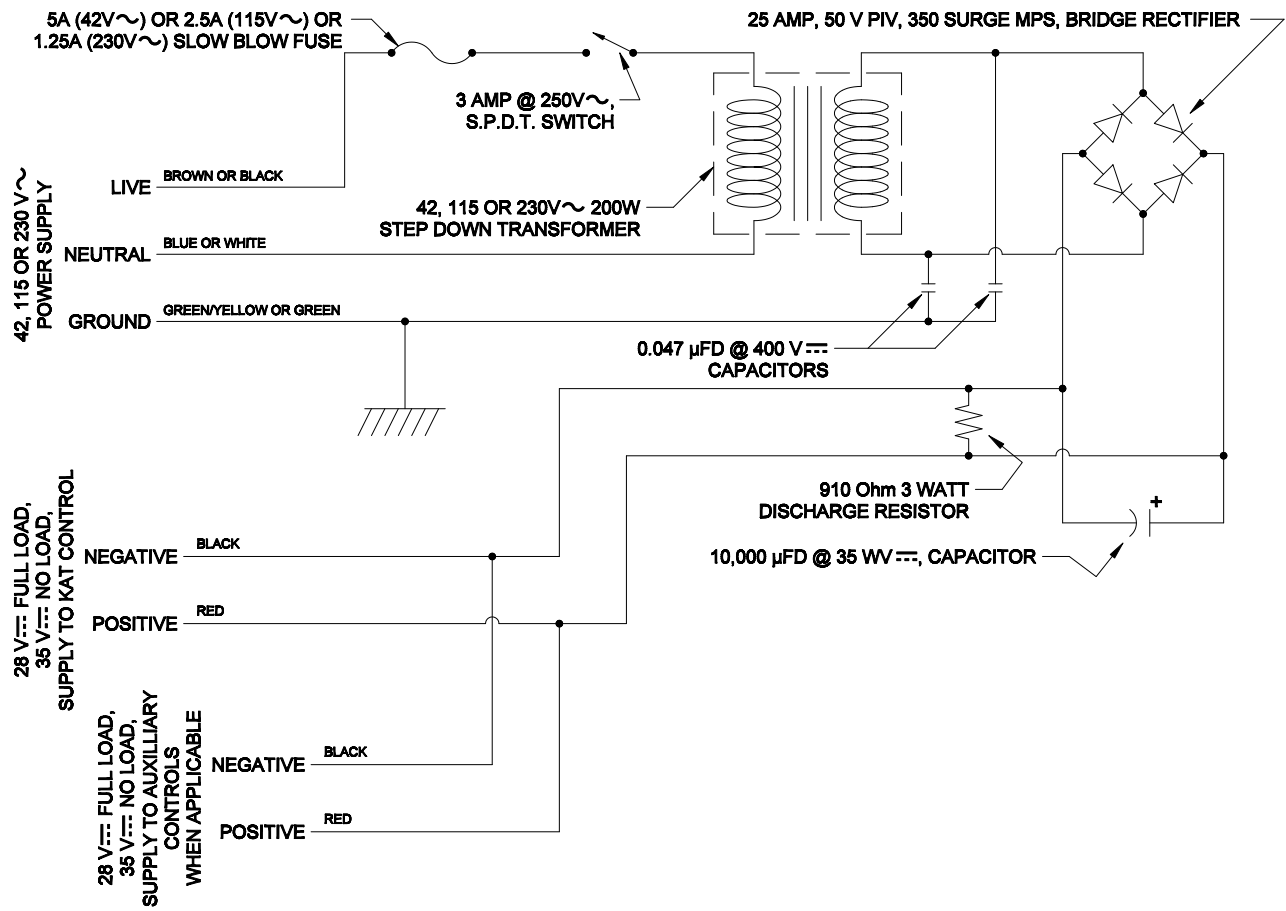 5A (42V～) OR 2.5A (115V～) OR
1.25A (230V～) SLOW BLOW FUSE
25 AMP, 50 V PIV, 350 SURGE MPS, BRIDGE RECTIFIER
3 AMP @ 250V～,
S.P.D.T. SWITCH
42, 115 OR 230 V～
POWER SUPPLY
LIVE
BROWN OR BLACK
42, 115 OR 230V～ 200W
STEP DOWN TRANSFORMER
NEUTRAL
BLUE OR WHITE
GROUND
GREEN/YELLOW OR GREEN
0.047 µFD @ 400 V ⎓
CAPACITORS
910 Ohm 3 WATT
DISCHARGE RESISTOR
+
10,000 µFD @ 35 WV ⎓, CAPACITOR
28 V⎓ FULL LOAD,
35 V⎓ NO LOAD,
SUPPLY TO KAT CONTROL
NEGATIVE
BLACK
POSITIVE
RED
28 V⎓ FULL LOAD,
35 V⎓ NO LOAD,
SUPPLY TO AUXILLIARY
CONTROLS
WHEN APPLICABLE
NEGATIVE
BLACK
POSITIVE
RED